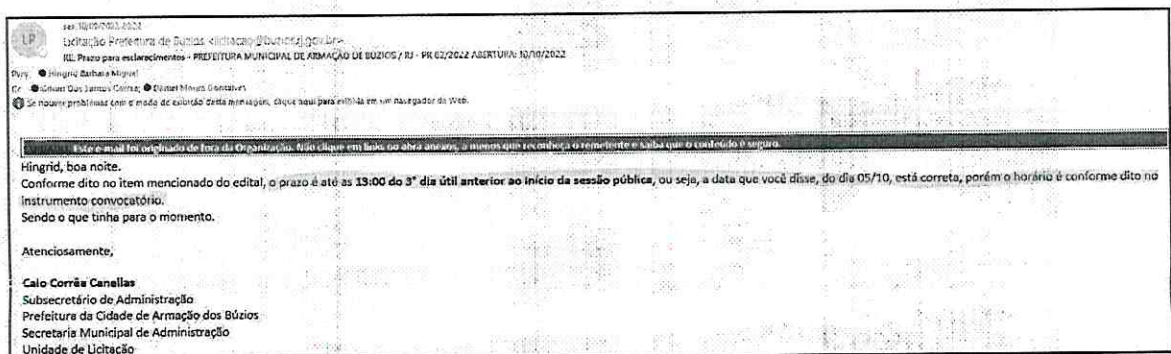 LP
Licitação Prefeitura de Buzios
RE: Prazo para esclarecimentos - PREFEITURA MUNICIPAL DE ARMAÇÃO DE BÚZIOS / RJ - PR 62/2022 ABERTURA: 10/10/2022
Para: Hingrid Barbara Miguel
Se houver problemas com o modo de exibição desta mensagem, clique aqui para exibi-la em um navegador da Web.
Este e-mail foi originado de fora da Organização. Não clique em links ou abra anexos, a menos que reconheça o remetente e saiba que o conteúdo é seguro.
Hingrid, boa noite.
Conforme dito no item mencionado do edital, o prazo é até as 13:00 do 3° dia útil anterior ao início da sessão pública, ou seja, a data que você disse, do dia 05/10, está correta, porém o horário é conforme dito no
instrumento convocatório.
Sendo o que tinha para o momento.
Atenciosamente,
Caio Corrêa Canellas
Subsecretário de Administração
Prefeitura da Cidade de Armação dos Búzios
Secretaria Municipal de Administração
Unidade de Licitação